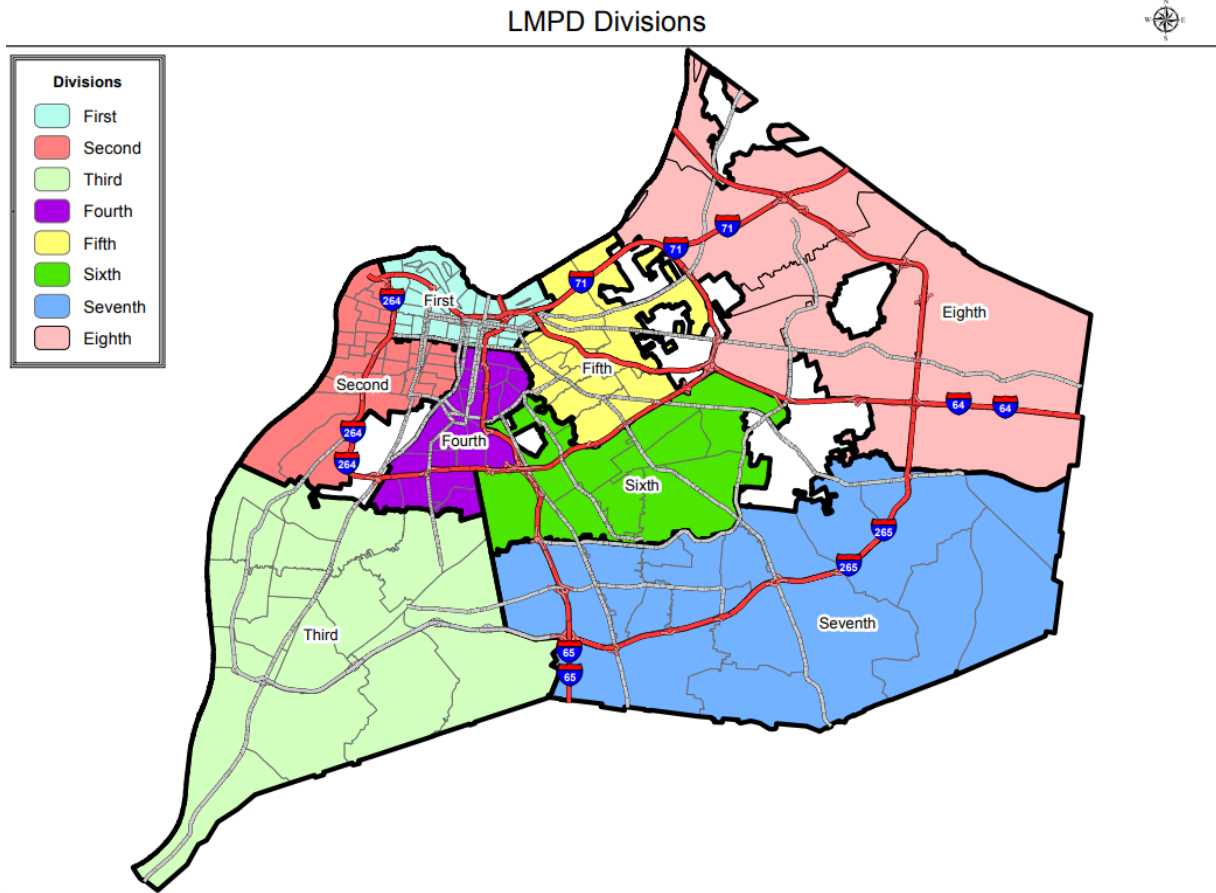 LMPD Divisions
N
W
E
S
Divisions
First
Second
Third
Fourth
Fifth
Sixth
Seventh
Eighth
71
71
71
264
First
Eighth
Second
Fifth
64
64
264
Fourth
264
Sixth
265
265
Seventh
Third
65
65